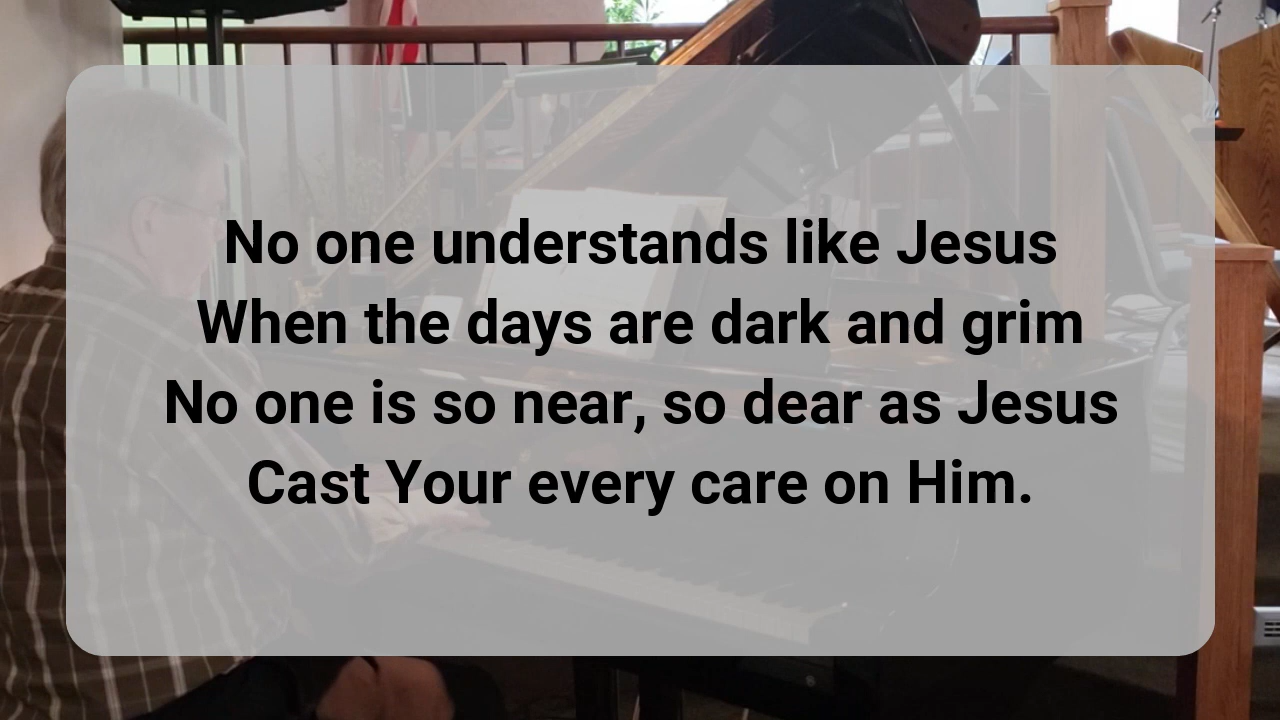 No one understands like Jesus
When the days are dark and grim
No one is so near, so dear as Jesus
Cast Your every care on Him.